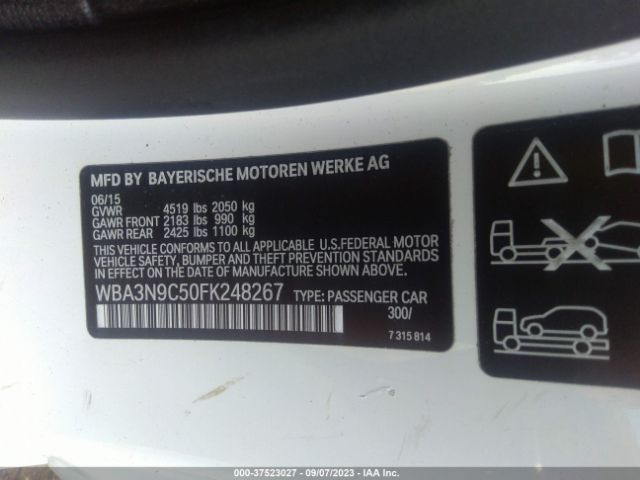 MFD BY BAYERISCHE MOTOREN WERKE AG
06/15
GVWR 4519 lbs 2050 kg
GAWR FRONT 2183 lbs 990 kg
GAWR REAR 2425 lbs 1100 kg
THIS VEHICLE CONFORMS TO ALL APPLICABLE U.S.FEDERAL MOTOR
VEHICLE SAFETY, BUMPER AND THEFT PREVENTION STANDARDS
IN EFFECT ON THE DATE OF MANUFACTURE SHOWN ABOVE.
WBA3N9C50FK248267 TYPE: PASSENGER CAR
300/
7 315 814
000-37523027 - 09/07/2023 - IAA Inc.